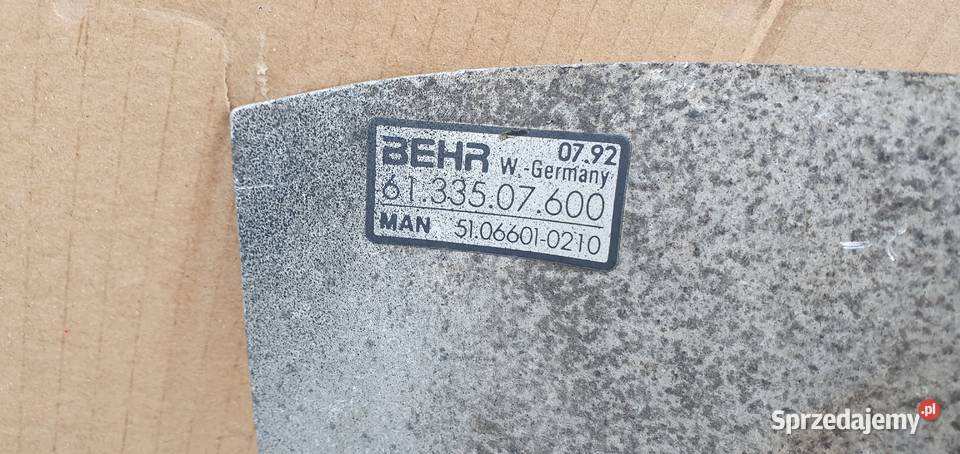 BEHR 07.92
W.-Germany
61.335.07.600
MAN 51.06601-0210
Sprzedajemy.pl